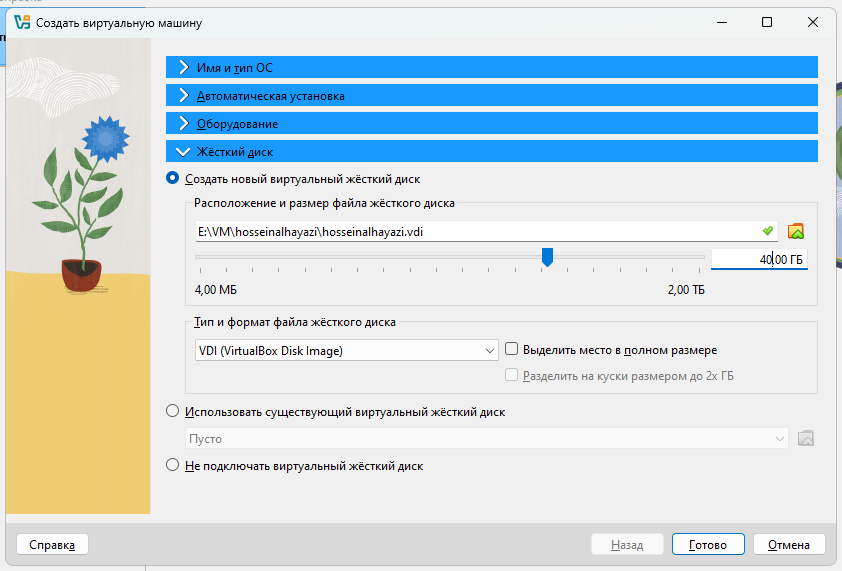 Создать виртуальную машину
Имя и тип ОС
Автоматическая установка
Оборудование
Жёсткий диск
Создать новый виртуальный жёсткий диск
Расположение и размер файла жёсткого диска
E:\VM\hosseinalhayazi\hosseinalhayazi.vdi
40,00 ГБ
4,00 МБ 2,00 ТБ
Тип и формат файла жёсткого диска
VDI (VirtualBox Disk Image) Выделить место в полном размере
Разделить на куски размером до 2х ГБ
Использовать существующий виртуальный жёсткий диск
Пусто
Не подключать виртуальный жёсткий диск
Справка Назад Готово Отмена